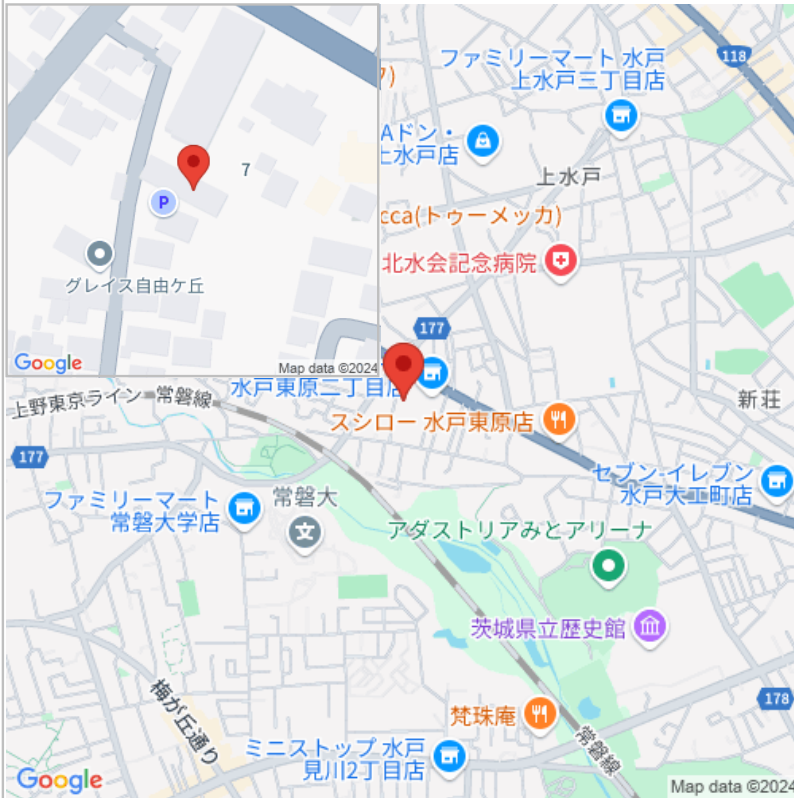 7
P
グレイス自由ケ丘
Google
Map data ©2024
118
ファミリーマート 水戸
上水戸三丁目店
Aドン・
上水戸店
上水戸
cca(トゥーメッカ)
北水会記念病院
177
水戸東原二丁目店
上野東京ライン 常磐線
スシロー 水戸東原店
新荘
177
セブン-イレブン
水戸大工町店
ファミリーマート
常磐大学店
常磐大
文
アダストリアみとアリーナ
茨城県立歴史館
178
梅が丘通り
梵珠庵
常磐線
ミニストップ 水戸
見川2丁目店
Google
Map data ©2024